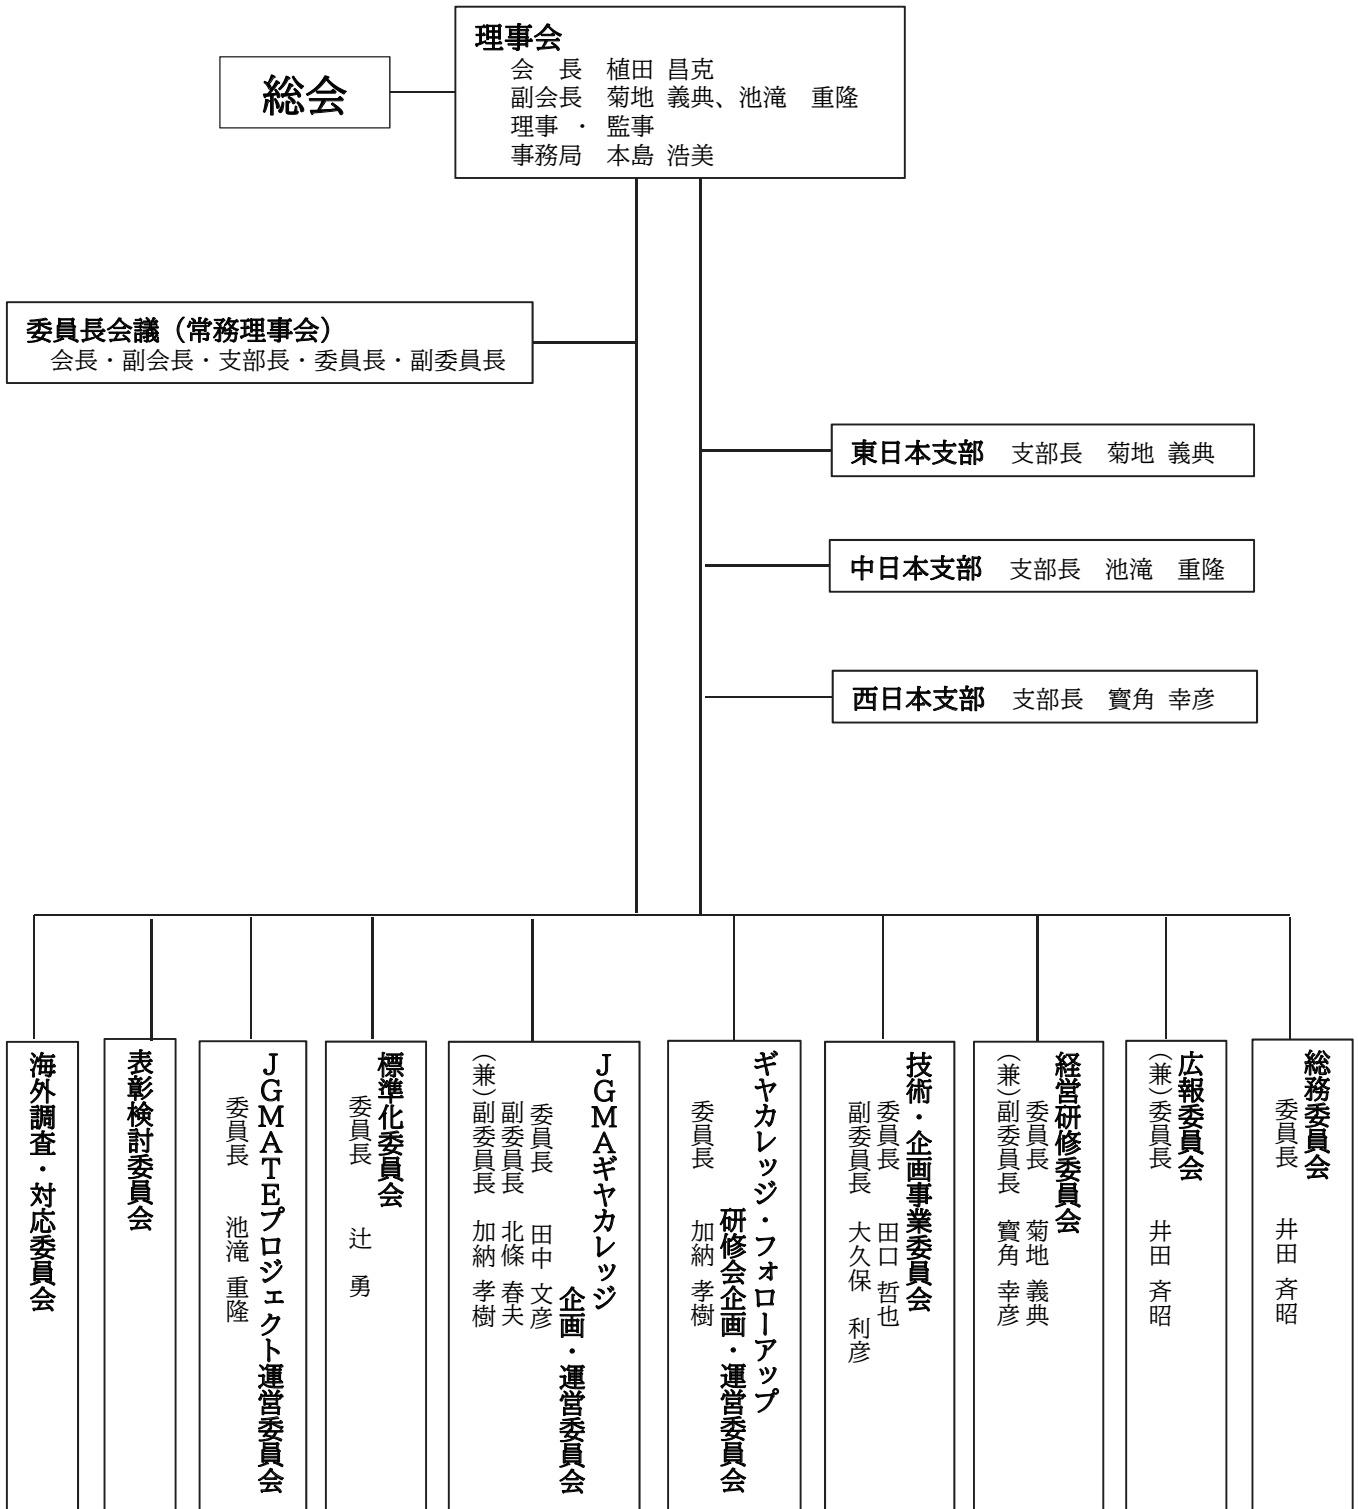 総会
理事会
会　長　植田 昌克
副会長　菊地 義典、池滝　重隆
理事 ・ 監事
事務局　本島 浩美
委員長会議（常務理事会）
会長・副会長・支部長・委員長・副委員長
東日本支部　支部長　菊地 義典
中日本支部　支部長　池滝　重隆
西日本支部　支部長　寳角 幸彦
総務委員会
委員長　井田 斉昭
広報委員会
（兼）委員長　井田 斉昭
経営研修委員会
委員長　菊地 義典
（兼）副委員長　寳角 幸彦
技術・企画事業委員会
委員長　田口 哲也
副委員長　大久保　利彦
ギヤカレッジ・フォローアップ
研修会企画・運営委員会
委員長　加納 孝樹
ＪＧＭＡギヤカレッジ
企画・運営委員会
委員長　田中 文彦
副委員長　北條 春夫
（兼）副委員長　加納 孝樹
標準化委員会
委員長　辻　勇
ＪＧＭＡＴＥプロジェクト運営委員会
委員長　池滝 重隆
表彰検討委員会
海外調査・対応委員会